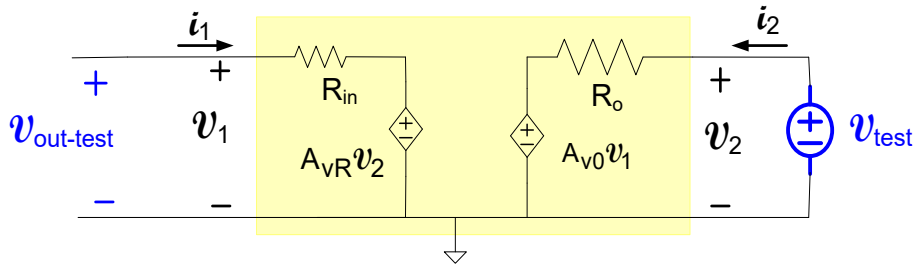 i1
i2
+
+
Rin
Ro
+
+
vout-test
v1
+
−
AvRv2
+
−
Av0v1
v2
+
−
vtest
−
−
−